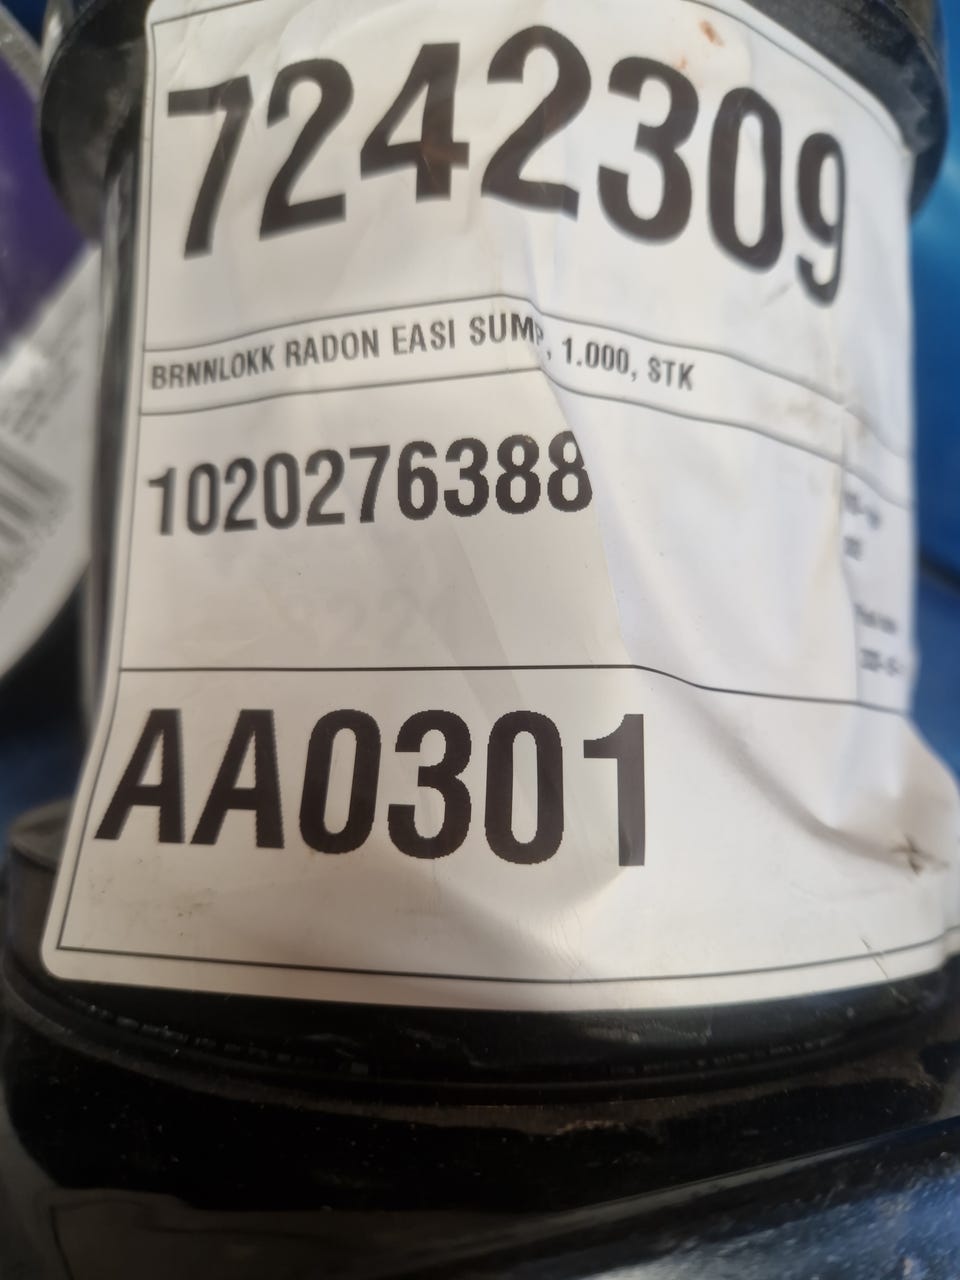 7242309
BRNNLOKK RADON EASI SUMP, 1.000, STK
1020276388
AA0301